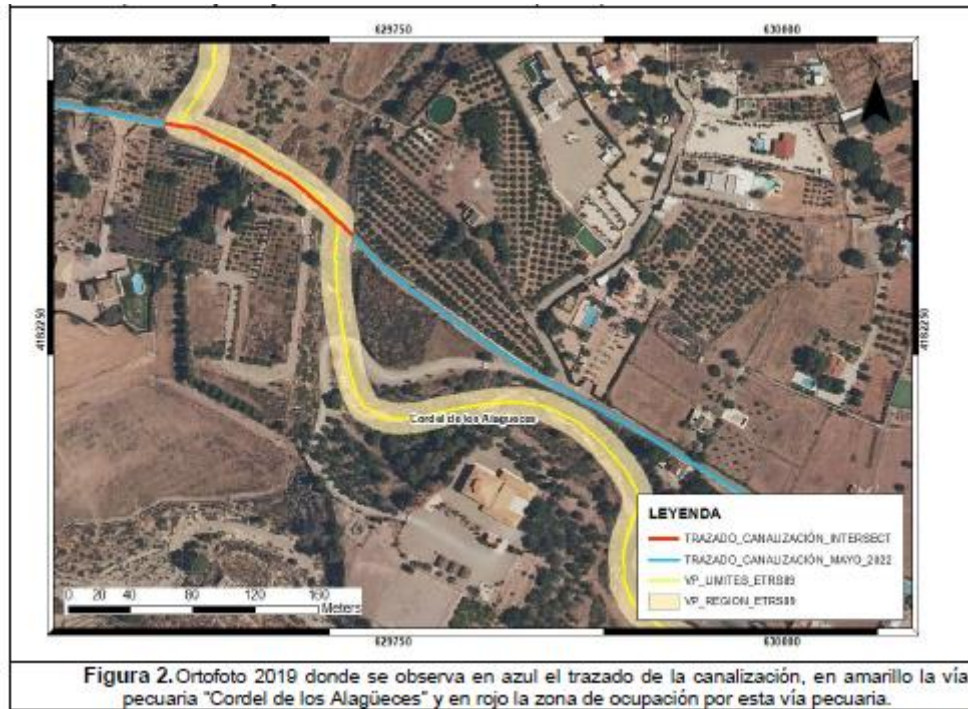 629750 630000
4182250 4182250
Cordel de los Alagueces
LEYENDA
TRAZADO_CANALIZACIÓN_INTERSECT
TRAZADO_CANALIZACIÓN_MAYO_2022
VP_LIMITES_ETRS89
VP_REGION_ETRS89
0 20 40 80 120 160
Meters
629750 630000
Figura 2. Ortofoto 2019 donde se observa en azul el trazado de la canalización, en amarillo la vía
pecuaria "Cordel de los Alagüeces" y en rojo la zona de ocupación por esta vía pecuaria.